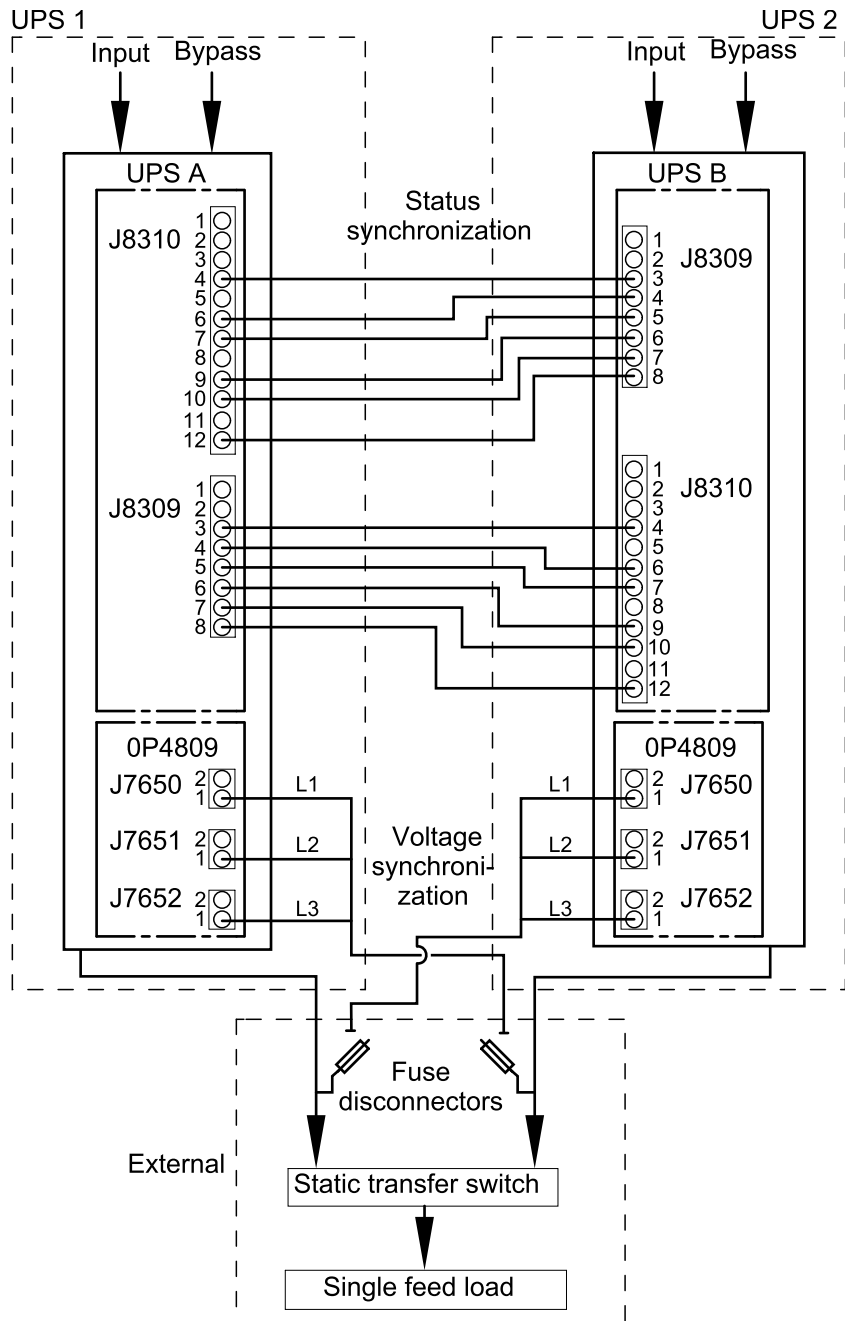 UPS 1
UPS 2
Input Bypass
Input Bypass
UPS A
UPS B
Status
synchronization
J8310
1
2
3
4
5
6
7
8
9
10
11
12
J8309
1
2
3
4
5
6
7
8
J8309
1
2
3
4
5
6
7
8
J8310
1
2
3
4
5
6
7
8
9
10
11
12
0P4809
J7650
2
1
L1
J7651
2
1
L2
J7652
2
1
L3
Voltage
synchroni-
zation
0P4809
L1
2
1
J7650
L2
2
1
J7651
L3
2
1
J7652
Fuse
disconnectors
External
Static transfer switch
Single feed load